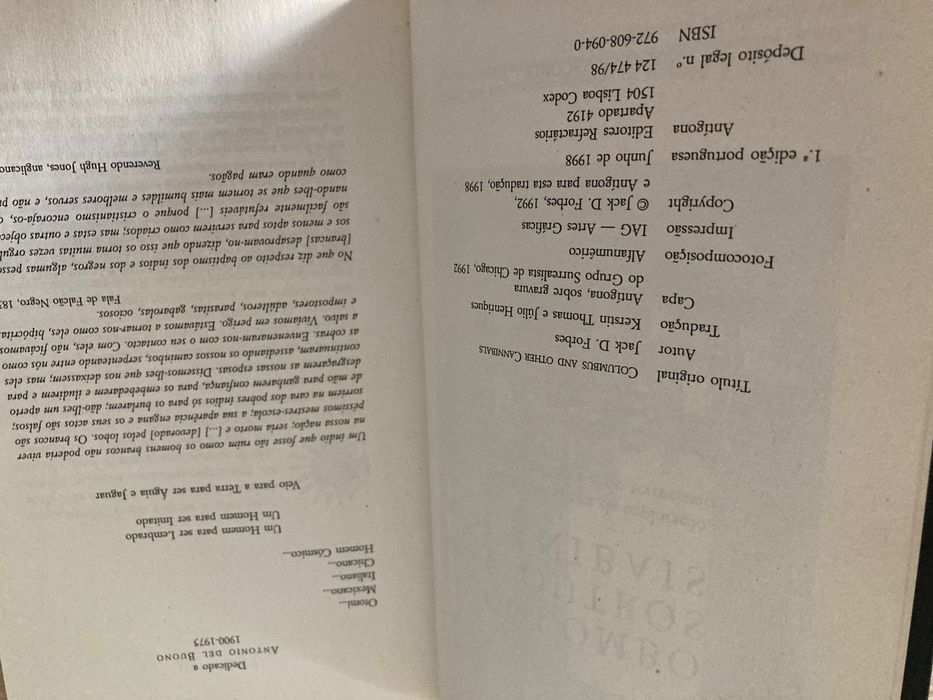 Título original COLUMBUS AND OTHER CANNIBALS
Autor Jack D. Forbes
Tradução Kerstin Thomas e Júlio Henriques
Capa Antígona, sobre gravura
do Grupo Surrealista de Chicago, 1992
Fotocomposição Alfanumérico
Impressão IAG — Artes Gráficas
Copyright © Jack D. Forbes, 1992,
e Antígona para esta tradução, 1998
1.ª edição portuguesa Junho de 1998
Antígona Editores Refractários
Apartado 4192
1504 Lisboa Codex
Depósito legal n.º 124 474/98
ISBN 972-608-094-0
Dedicado a
ANTONIO DEL BUONO
1900-1975
Otomi...
Mexicano...
Italiano...
Chicano...
Homem Cósmico...
Um Homem para ser Lembrado
Um Homem para ser Imitado
Veio para a Terra para ser Águia e Jaguar
Um índio que fosse tão ruim como os homens brancos não poderia viver
na nossa nação; seria morto e [...] [devorado] pelos lobos. Os brancos são
péssimos mestres-escola; a sua aparência engana e os seus actos são falsos;
sorriem na cara dos pobres índios só para os burlarem; dão-lhes um aperto
de mão para ganharem confiança, para os embebedarem e iludirem e para
desgraçarem as nossas esposas. Dissemos-lhes que nos deixassem; mas eles
continuaram, assediando os nossos caminhos, serpenteando entre nós como
as cobras. Envenenaram-nos com o seu contacto. Com eles, não ficávamos
a salvo. Vivíamos em perigo. Estávamos a tornar-nos como eles, hipócritas
e impostores, adúlteros, parasitas, gabarolas, ociosos.
Fala de Falcão Negro,
No que diz respeito ao baptismo dos índios e dos negros, algumas
[brancas] desaprovam-no, dizendo que isso os torna muitas vezes
sos e menos aptos para servirem como criados; mas estas e outras
são facilmente refutáveis [...] porque o cristianismo encoraja-os,
nando-lhes que se tornem mais humildes e melhores servos, e não
como quando eram pagãos.
Reverendo Hugh Jones, anglicano